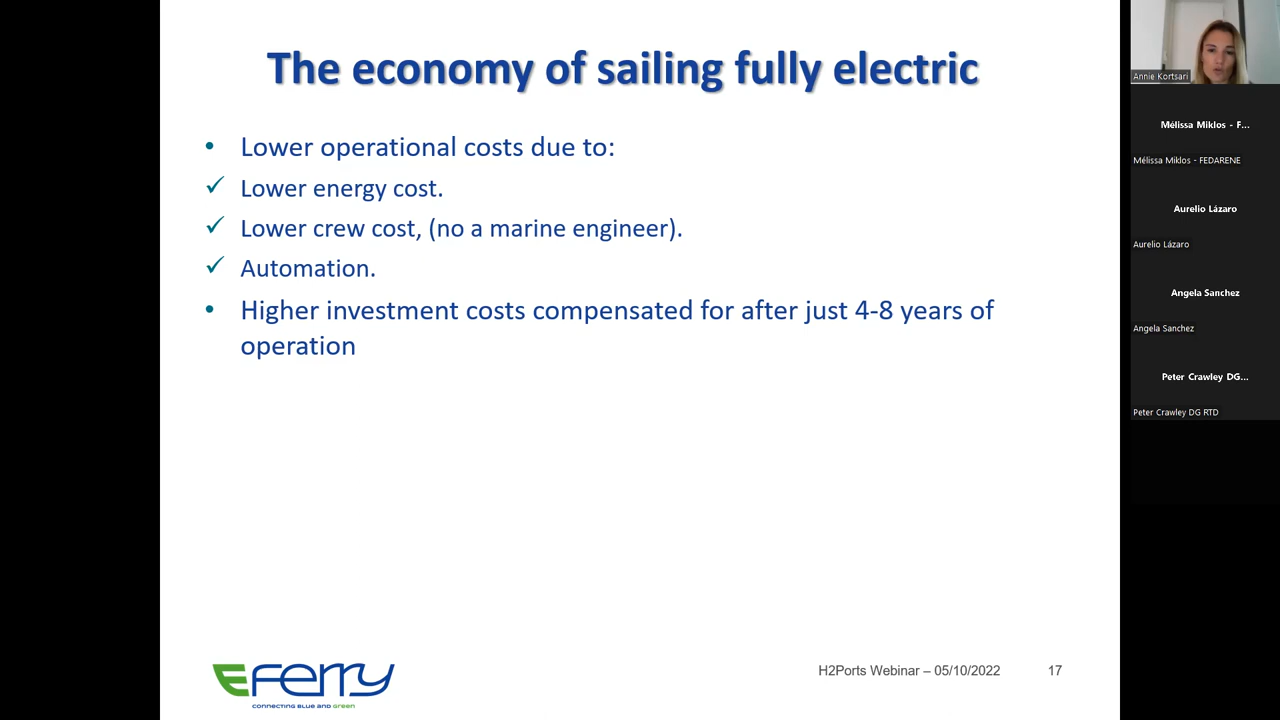 The economy of sailing fully electric
• Lower operational costs due to:
✓ Lower energy cost.
✓ Lower crew cost, (no a marine engineer).
✓ Automation.
• Higher investment costs compensated for after just 4-8 years of
operation
EFerry
CONNECTING BLUE AND GREEN
H2Ports Webinar – 05/10/2022
17
Annie Kortsari
Mélissa Miklos - F...
Mélissa Miklos - FEDARENE
Aurelio Lázaro
Aurelio Lázaro
Angela Sanchez
Angela Sanchez
Peter Crawley DG...
Peter Crawley DG RTD